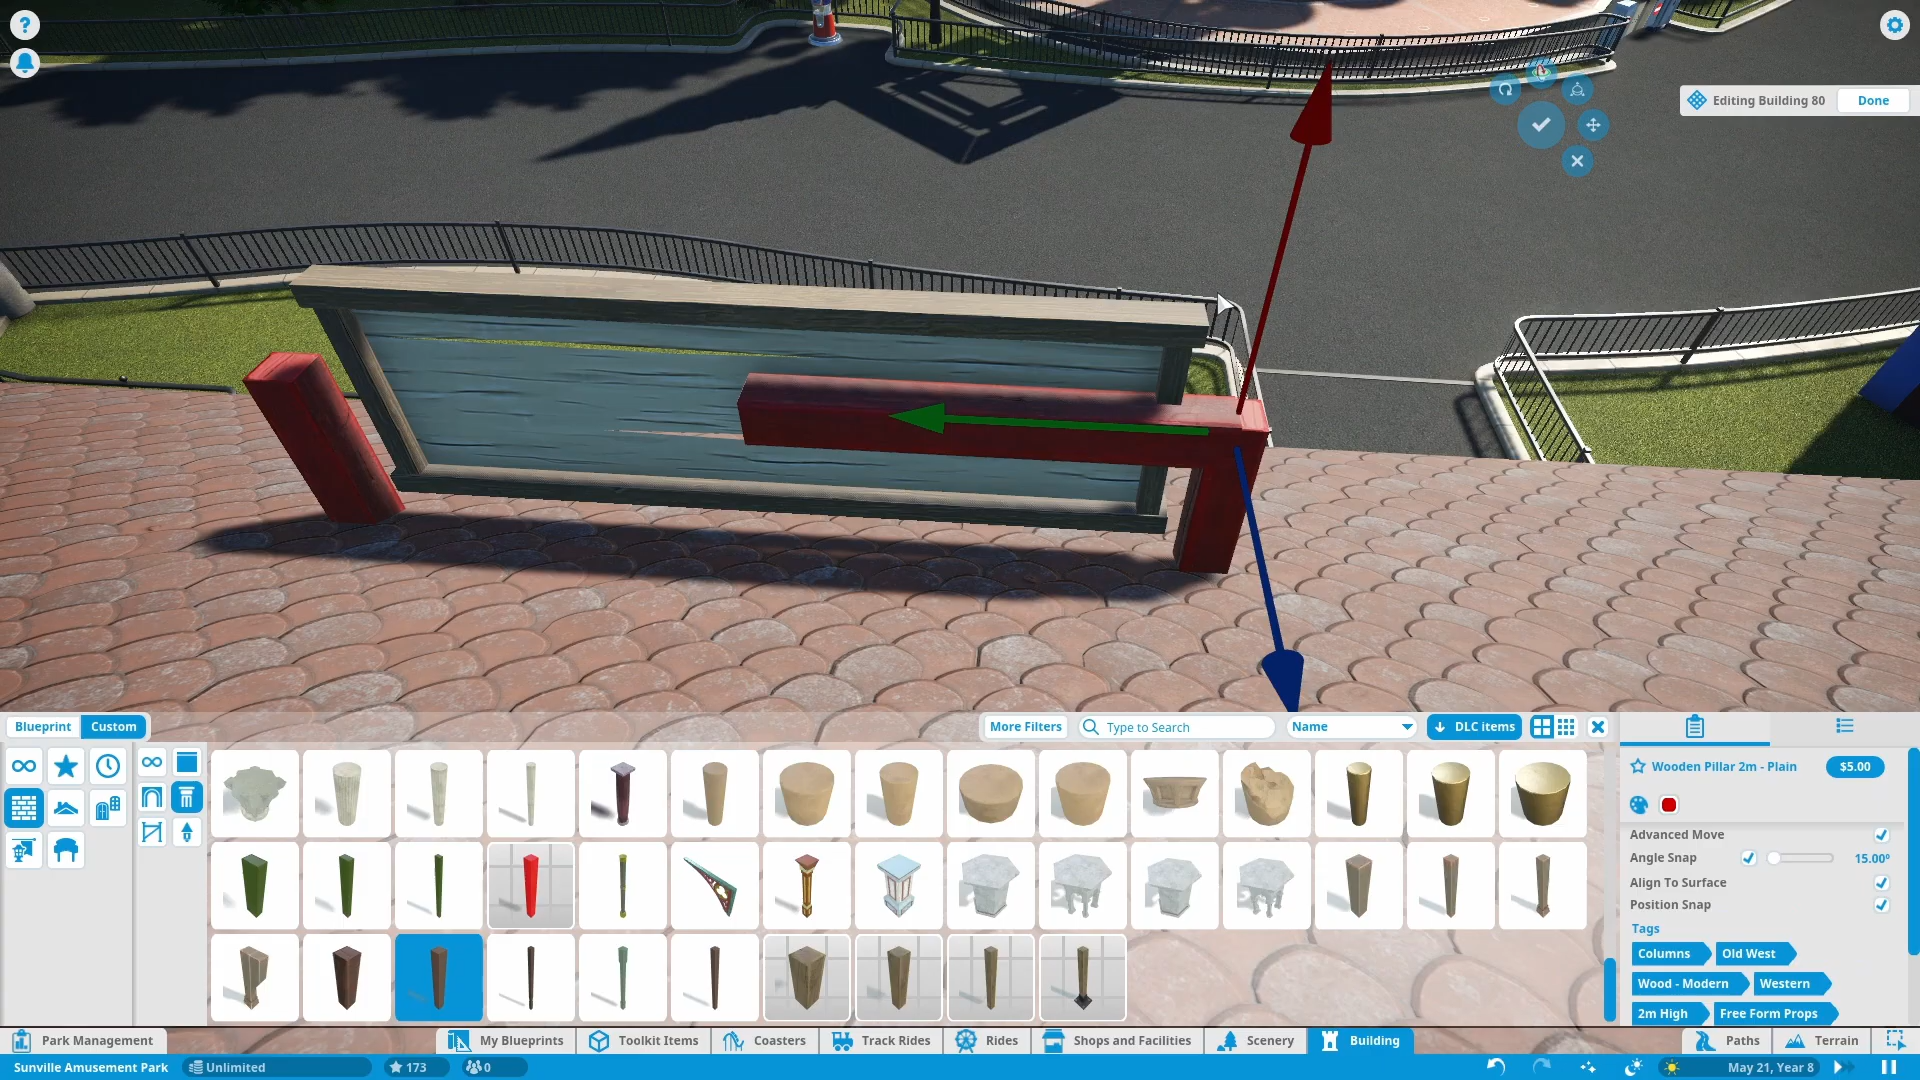 ?
Editing Building 80 Done
Blueprint Custom More Filters Type to Search Name DLC items
Wooden Pillar 2m - Plain $5.00
Advanced Move
Angle Snap 15.00°
Align To Surface
Position Snap
Tags
Columns Old West
Wood - Modern Western
2m High Free Form Props
Park Management My Blueprints Toolkit Items Coasters Track Rides Rides Shops and Facilities Scenery Building Paths Terrain
Sunville Amusement Park Unlimited 173 0 May 21, Year 8